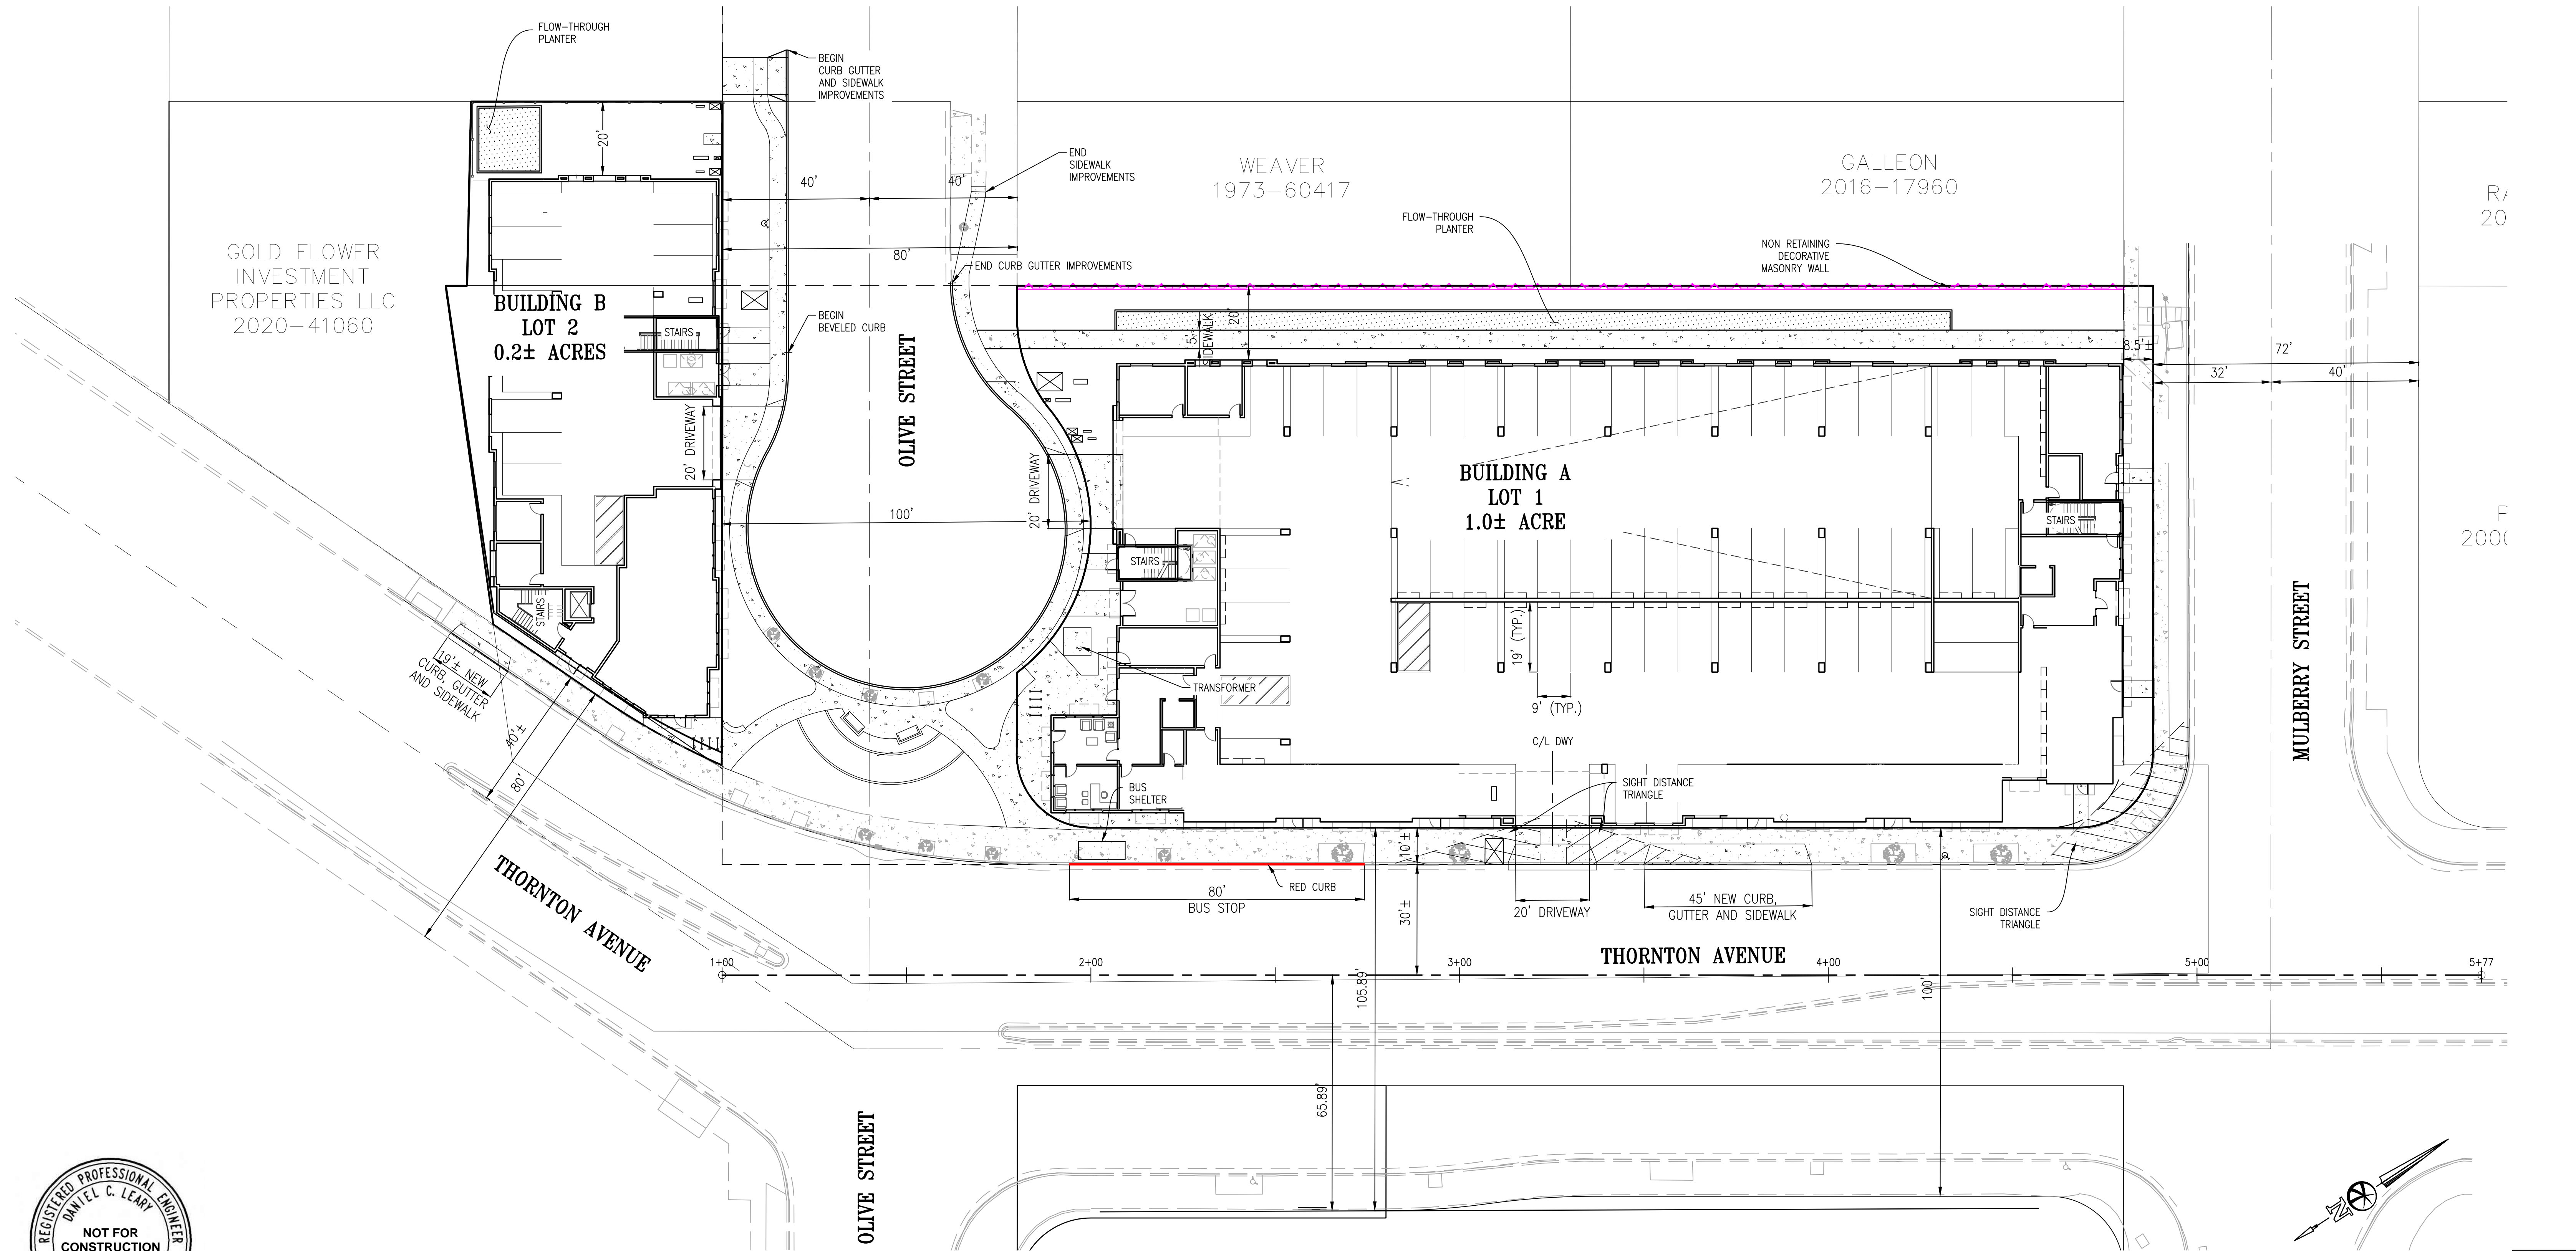 FLOW-THROUGH
PLANTER
BEGIN
CURB GUTTER
AND SIDEWALK
IMPROVEMENTS
20'
40'
40'
END
SIDEWALK
IMPROVEMENTS
WEAVER
1973-60417
GALLEON
2016-17960
FLOW-THROUGH
PLANTER
NON RETAINING
DECORATIVE
MASONRY WALL
GOLD FLOWER
INVESTMENT
PROPERTIES LLC
2020-41060
80'
END CURB GUTTER IMPROVEMENTS
BUILDING B
LOT 2
0.2± ACRES
STAIRS
BEGIN
BEVELED CURB
OLIVE STREET
5'
SIDEWALK
20'
8.5'±
72'
32'
40'
20' DRIVEWAY
20' DRIVEWAY
100'
BUILDING A
LOT 1
1.0± ACRE
STAIRS
STAIRS
STAIRS
MULBERRY STREET
19' (TYP.)
9' (TYP.)
TRANSFORMER
19'± NEW
CURB, GUTTER
AND SIDEWALK
40'±
80'
C/L DWY
BUS
SHELTER
SIGHT DISTANCE
TRIANGLE
10'±
RED CURB
80'
BUS STOP
30'±
20' DRIVEWAY
45' NEW CURB,
GUTTER AND SIDEWALK
SIGHT DISTANCE
TRIANGLE
THORNTON AVENUE
THORNTON AVENUE
1+00
2+00
3+00
4+00
5+00
5+77
105.89'
100'
65.89'
OLIVE STREET
REGISTERED PROFESSIONAL ENGINEER
DANIEL C. LEARY
NOT FOR
CONSTRUCTION
N